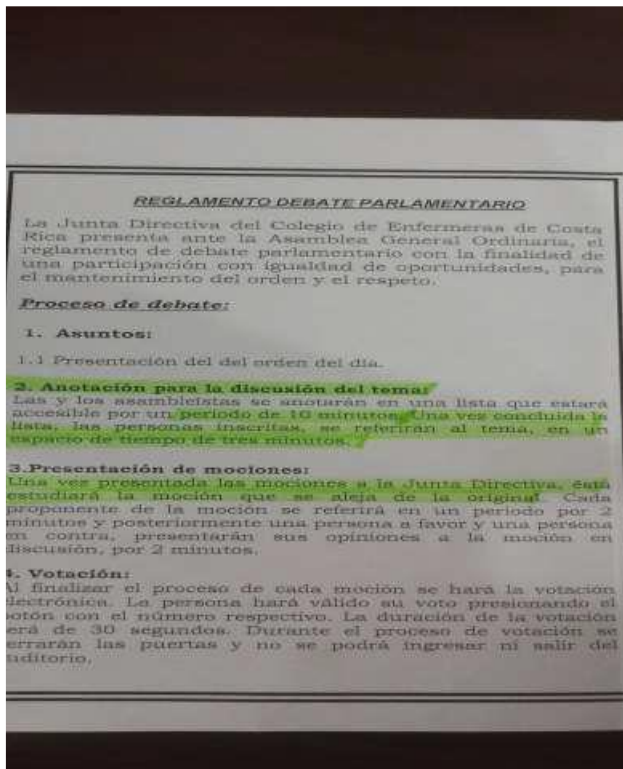 REGLAMENTO DEBATE PARLAMENTARIO
La Junta Directiva del Colegio de Enfermeras de Costa
Rica presenta ante la Asamblea General Ordinaria, el
reglamento de debate parlamentario con la finalidad de
una participación con igualdad de oportunidades, para
el mantenimiento del orden y el respeto.
Proceso de debate:
1. Asuntos:
1.1 Presentación del del orden del día.
2. Anotación para la discusión del tema:
Las y los asambleístas se anotarán en una lista que estará
accesible por un periodo de 10 minutos. Una vez concluida la
lista, las personas inscritas, se referirán al tema, en un
espacio de tiempo de tres minutos.
3.Presentación de mociones:
Una vez presentada las mociones a la Junta Directiva, ésta
estudiará la moción que se aleja de la original. Cada
proponente de la moción se referirá en un periodo por 2
minutos y posteriormente una persona a favor y una persona
en contra, presentarán sus opiniones a la moción en
discusión, por 2 minutos.
4. Votación:
Al finalizar el proceso de cada moción se hará la votación
electrónica. La persona hará válido su voto presionando el
botón con el número respectivo. La duración de la votación
será de 30 segundos. Durante el proceso de votación se
cerrarán las puertas y no se podrá ingresar ni salir del
auditorio.